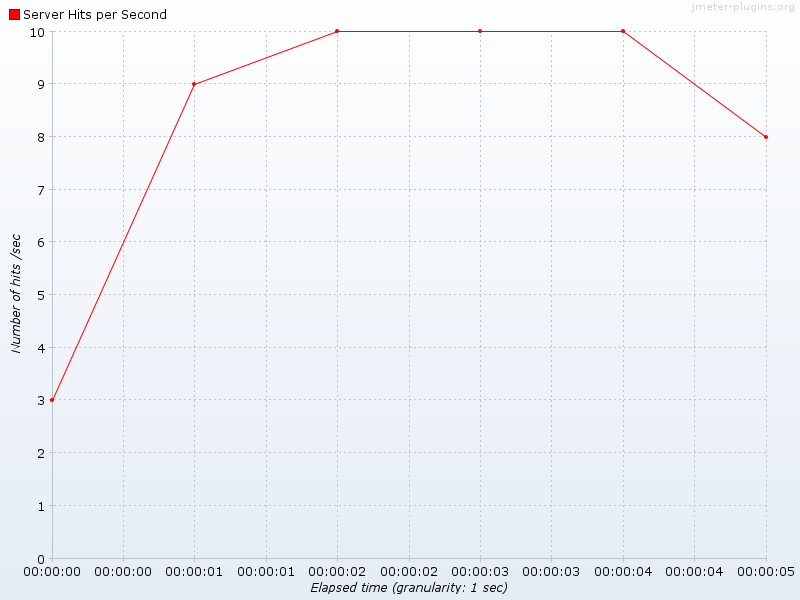 jmeter-plugins.org
Server Hits per Second
10
9
8
7
6
5
4
3
2
1
0
Number of hits /sec
00:00:00 00:00:00 00:00:01 00:00:01 00:00:02 00:00:02 00:00:03 00:00:03 00:00:04 00:00:04 00:00:05
Elapsed time (granularity: 1 sec)